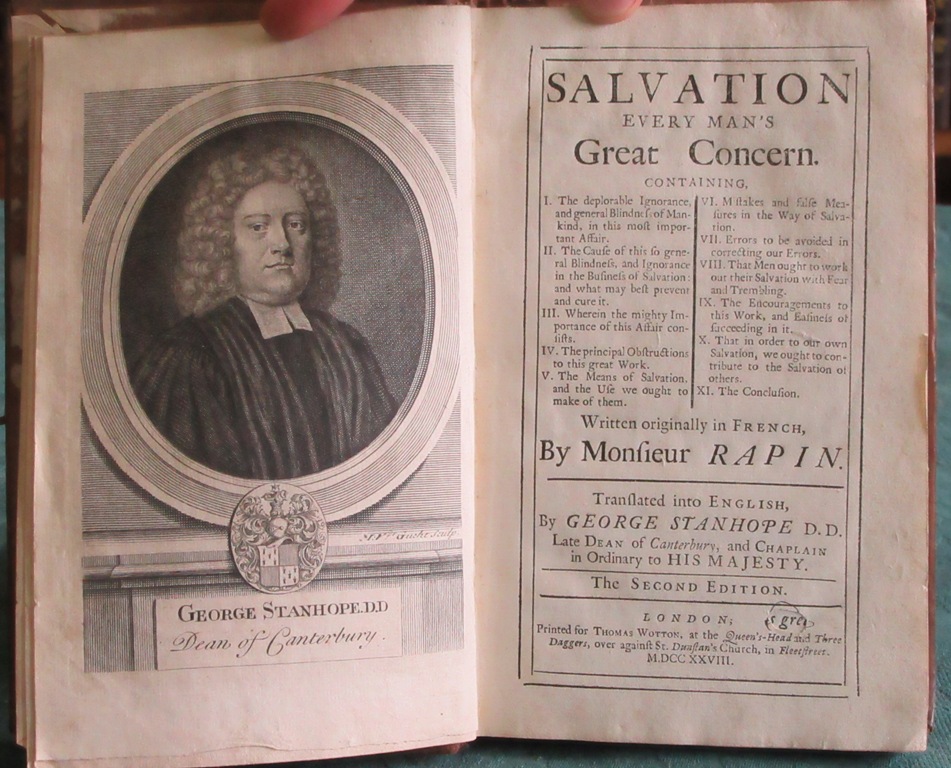 M. V.dr Gucht Sculp
GEORGE STANHOPE.D.D
Dean of Canterbury.
SALVATION
EVERY MAN'S
Great Concern.
CONTAINING,
I. The deplorable Ignorance,
and general Blindneſs of Man-
kind, in this moſt impor-
tant Affair.
II. The Cauſe of this ſo gene-
ral Blindneſs, and Ignorance
in the Buſineſs of Salvation:
and what may beſt prevent
and cure it.
III. Wherein the mighty Im-
portance of this Affair con-
ſiſts.
IV. The principal Obſtructions
to this great Work.
V. The Means of Salvation,
and the Uſe we ought to
make of them.
VI. Miſtakes and falſe Mea-
ſures in the Way of Salva-
tion.
VII. Errors to be avoided in
correcting our Errors.
VIII. That Men ought to work
out their Salvation with Fear
and Trembling.
IX. The Encouragements to
this Work, and Eaſineſs of
ſucceeding in it.
X. That in order to our own
Salvation, we ought to con-
tribute to the Salvation of
others.
XI. The Concluſion.
Written originally in FRENCH,
By Monſieur RAPIN.
Tranſlated into ENGLISH,
By GEORGE STANHOPE D.D.
Late DEAN of Canterbury, and CHAPLAIN
in Ordinary to HIS MAJESTY.
The SECOND EDITION.
LONDON;
Printed for THOMAS WOTTON, at the Queen's-Head and Three
Daggers, over againſt St. Dunſtan's Church, in Fleetſtreet.
M.DCC.XXVIII.